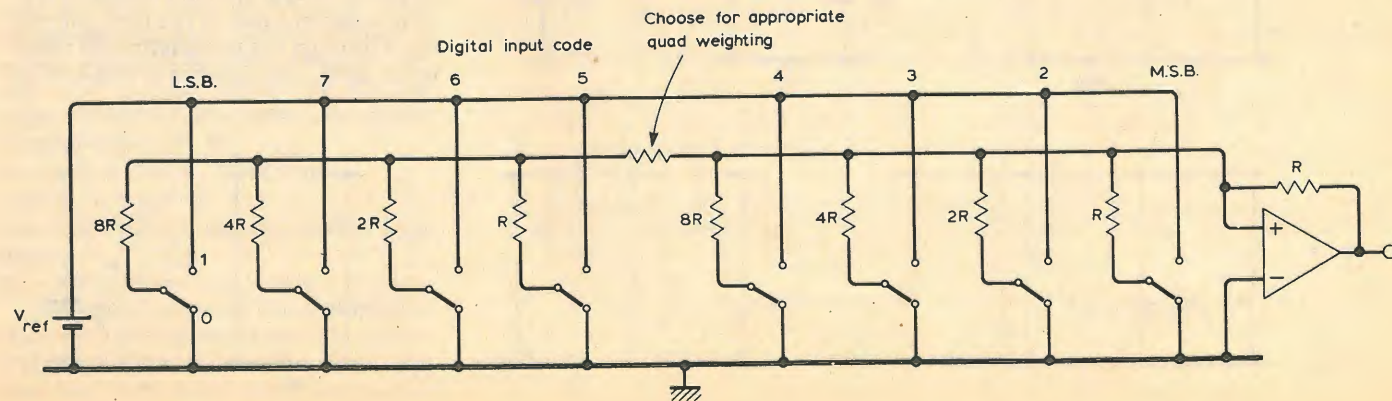 Choose for appropriate
quad weighting
Digital input code
L.S.B.
7
6
5
4
3
2
M.S.B.
8R
4R
2R
R
8R
4R
2R
R
R
1
0
+
−
V_ref